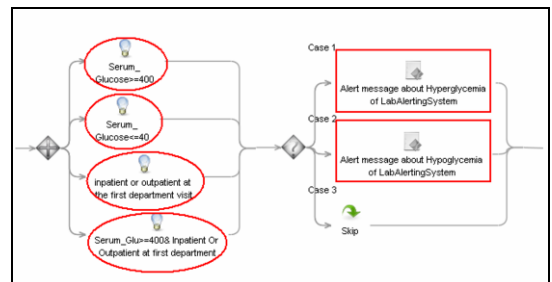 Serum_
Glucose>=400
Serum_
Glucose<=40
inpatient or outpatient at
the first department visit
Serum_Glu>=400& Inpatient Or
Outpatient at first department
Case 1
Alert message about Hyperglycemia
of LabAlertingSystem
Case 2
Alert message about Hypoglycemia
of LabAlertingSystem
Case 3
Skip